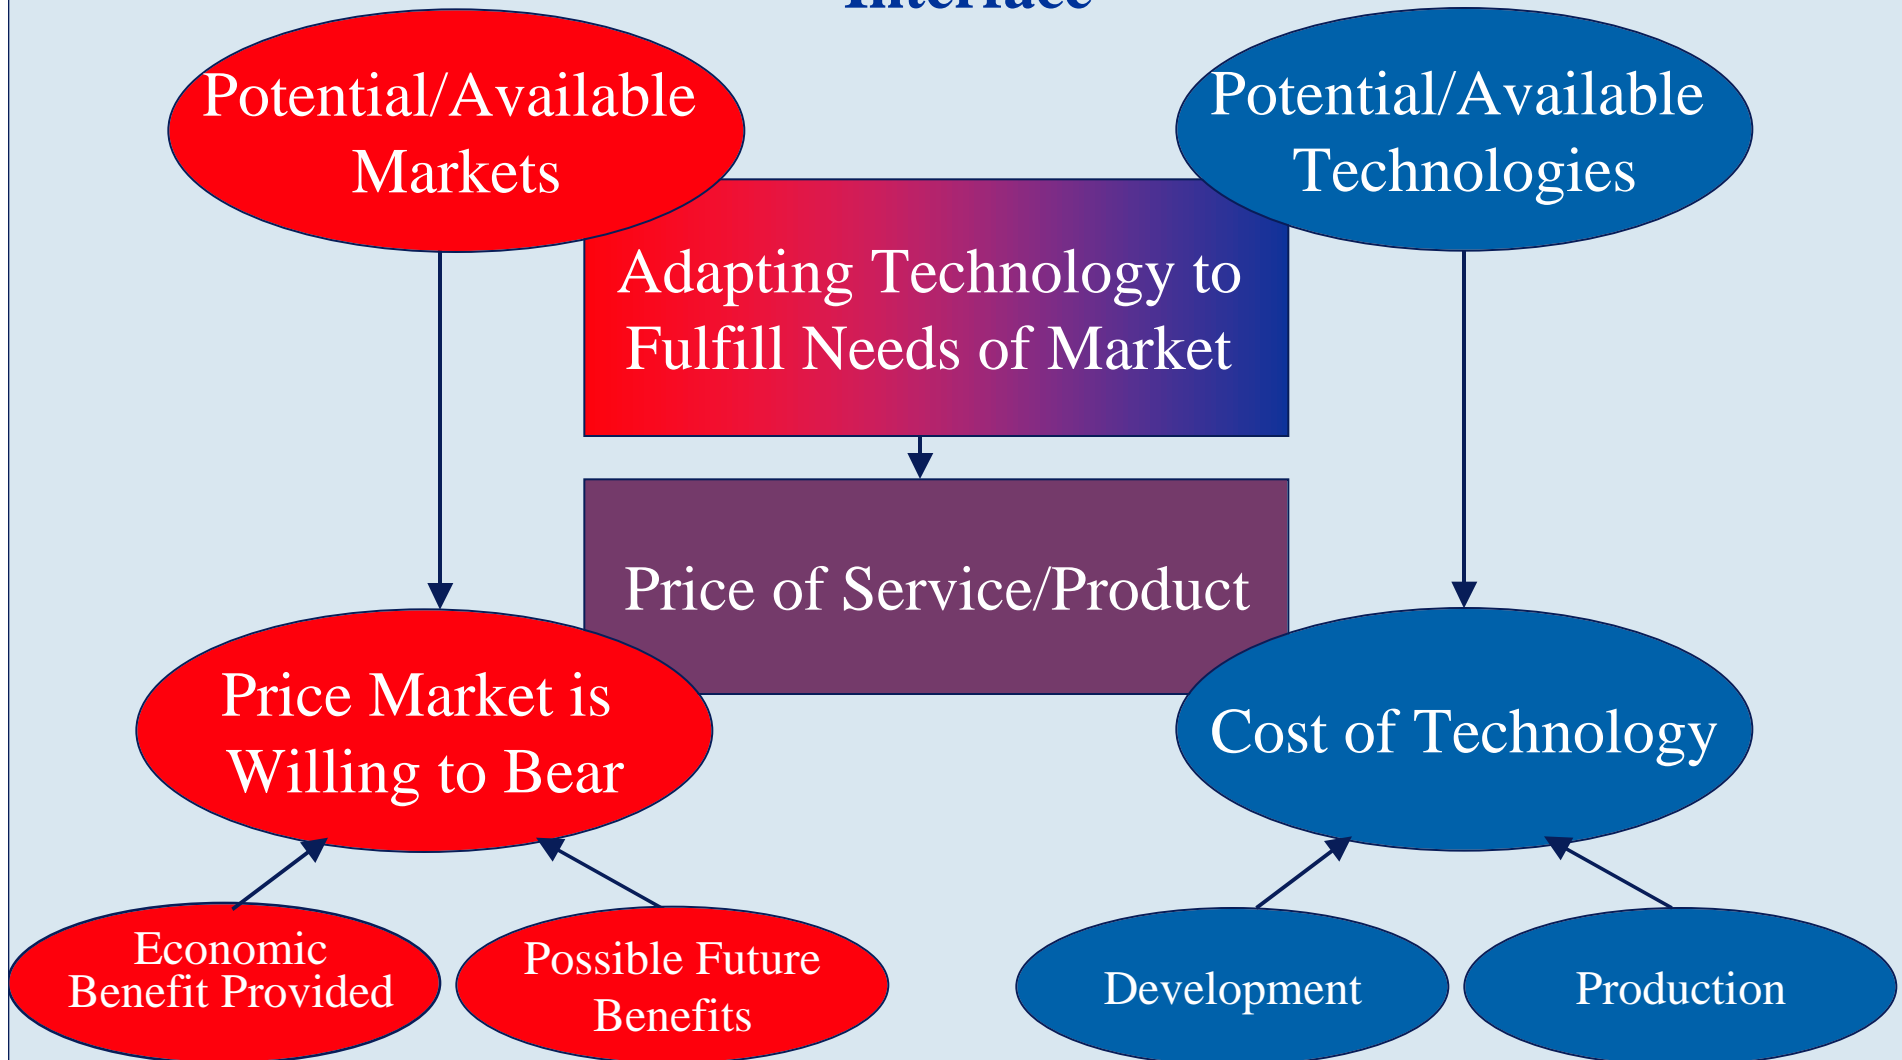 Interface
Potential/Available
Markets
Potential/Available
Technologies
Adapting Technology to
Fulfill Needs of Market
Price of Service/Product
Price Market is
Willing to Bear
Cost of Technology
Economic
Benefit Provided
Possible Future
Benefits
Development
Production